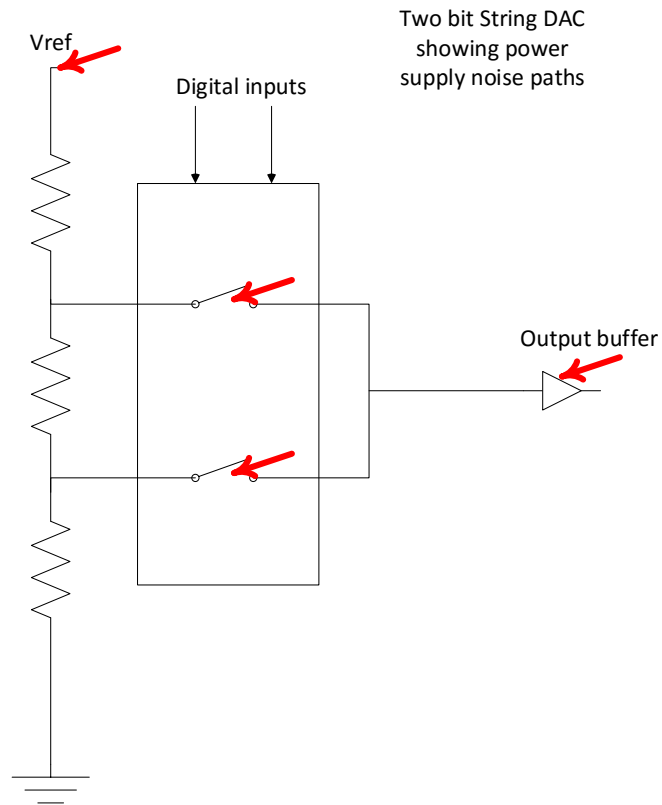 Two bit String DAC
showing power
supply noise paths
Vref
Digital inputs
Output buffer